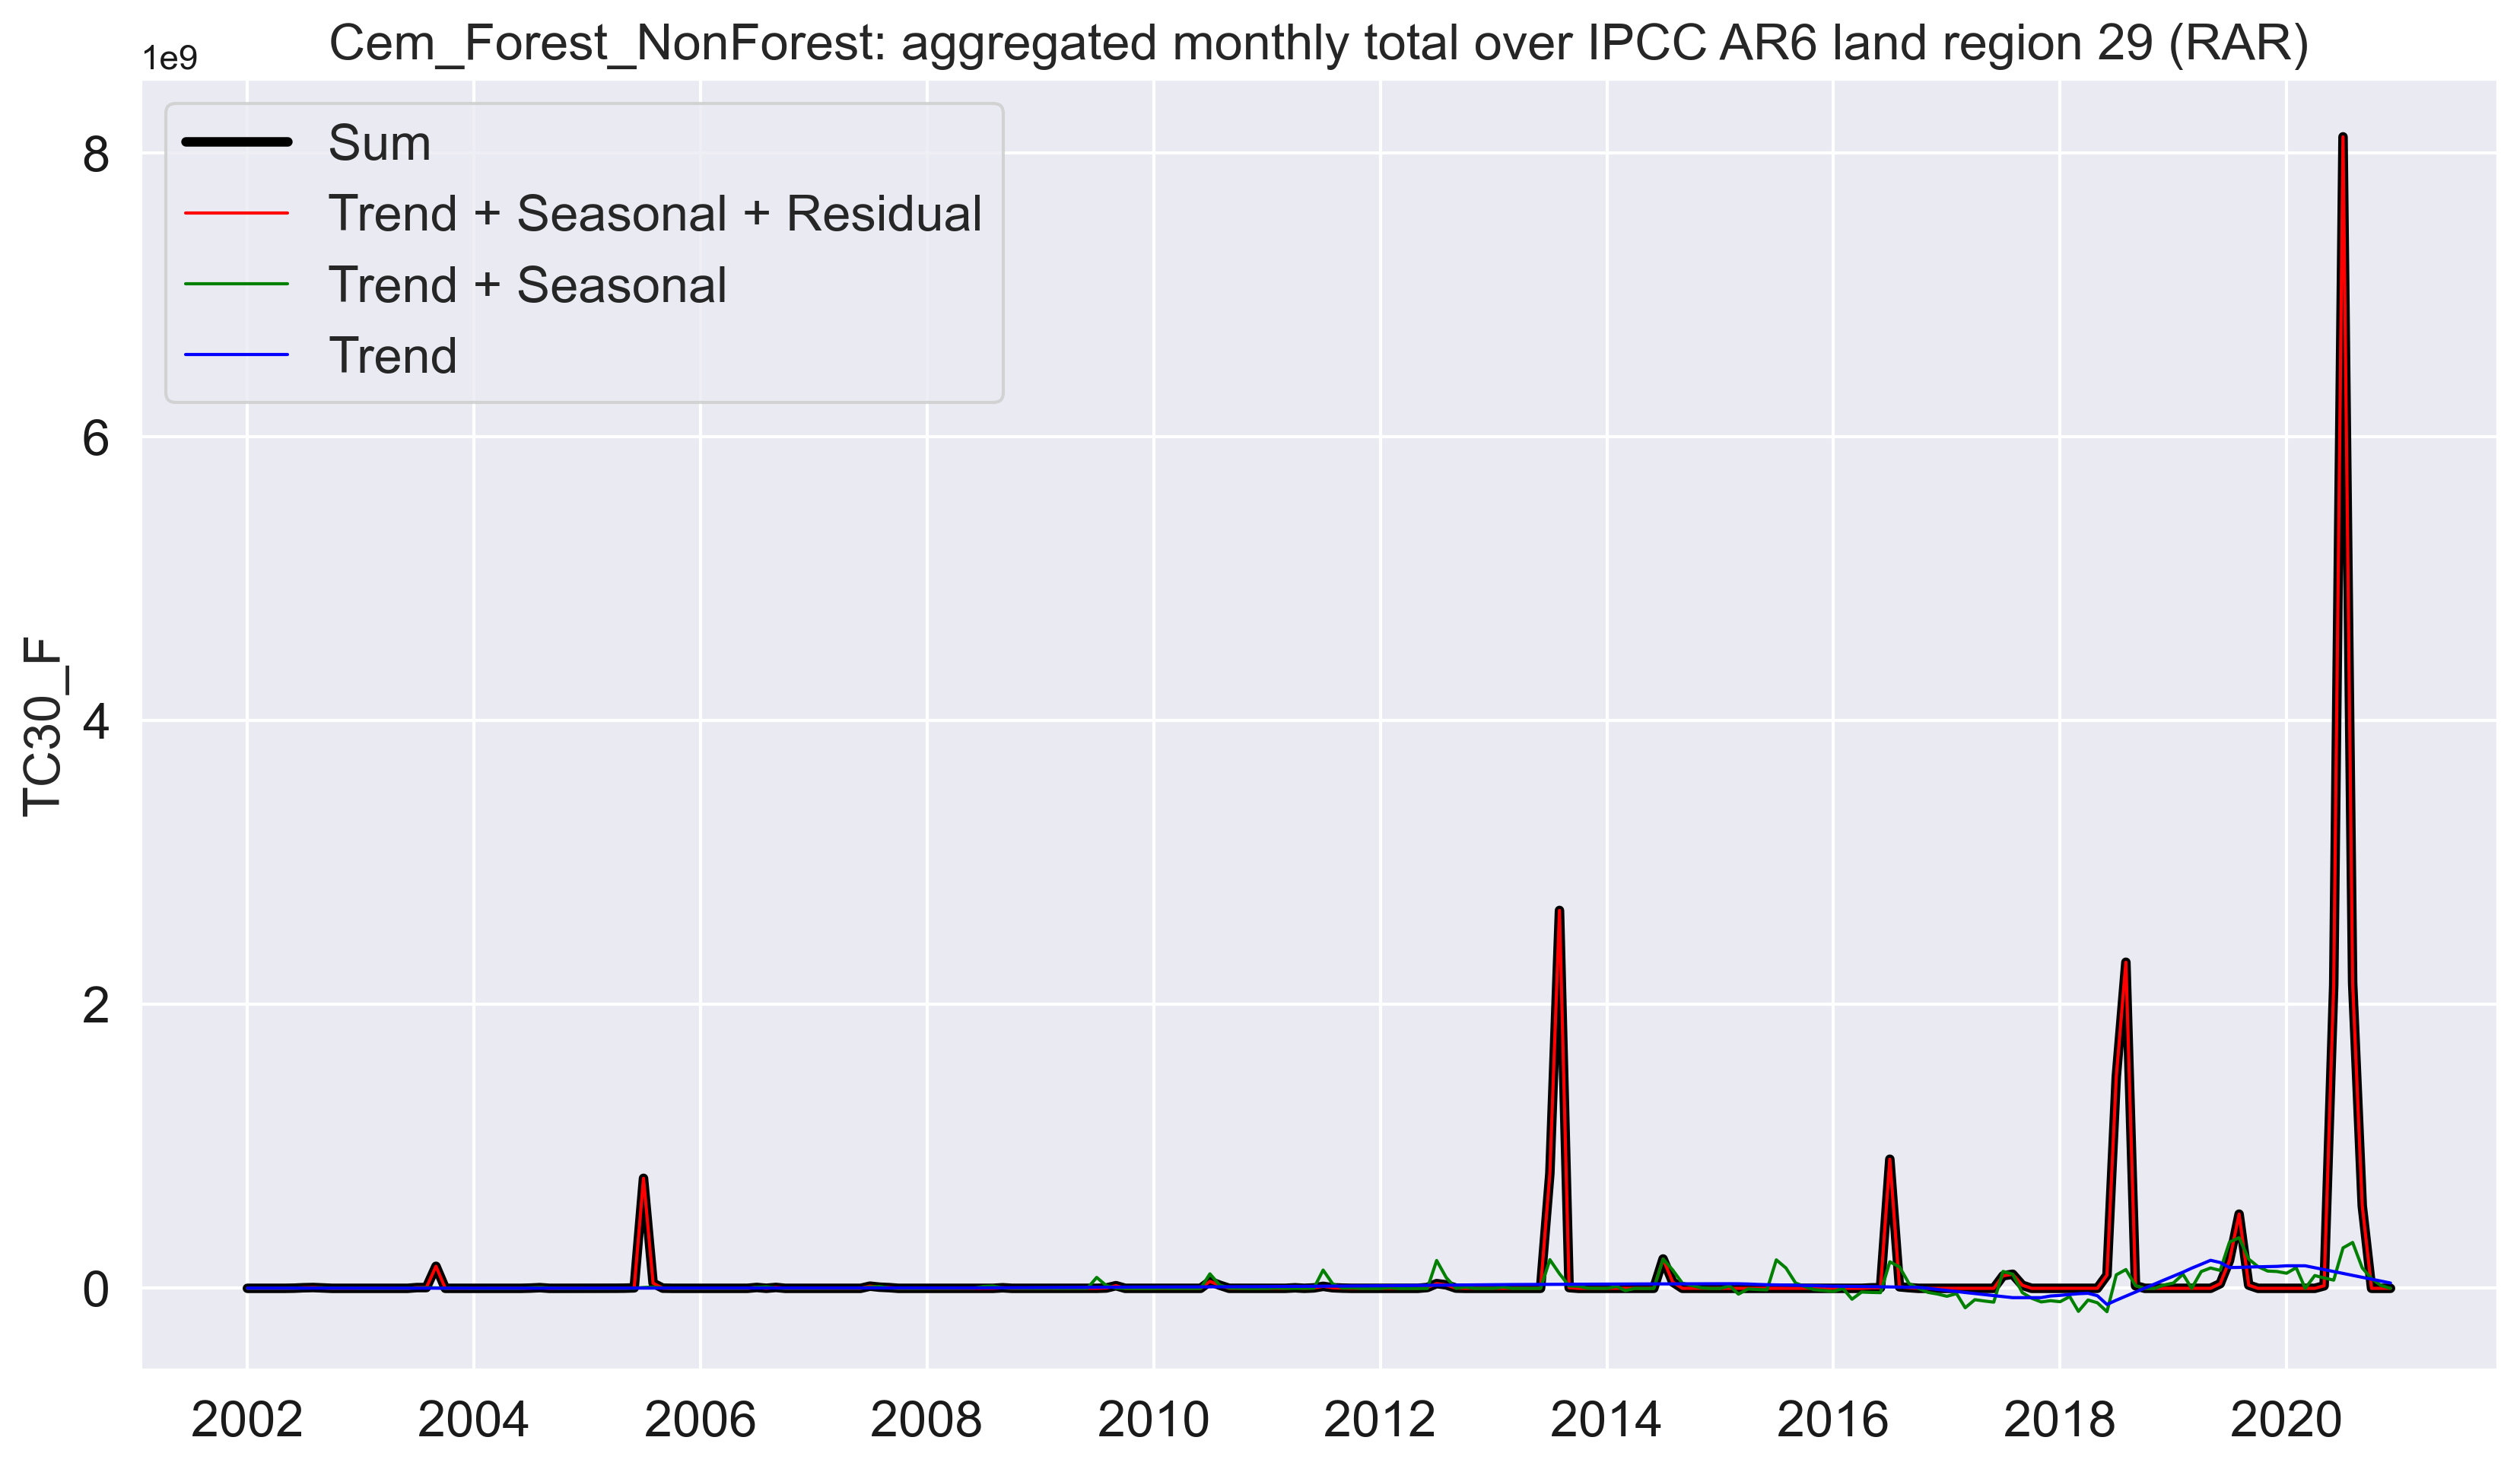 Cem_Forest_NonForest: aggregated monthly total over IPCC AR6 land region 29 (RAR)
1e9
Sum
Trend + Seasonal + Residual
Trend + Seasonal
Trend
8
6
4
2
0
TC30_F
2002 2004 2006 2008 2010 2012 2014 2016 2018 2020